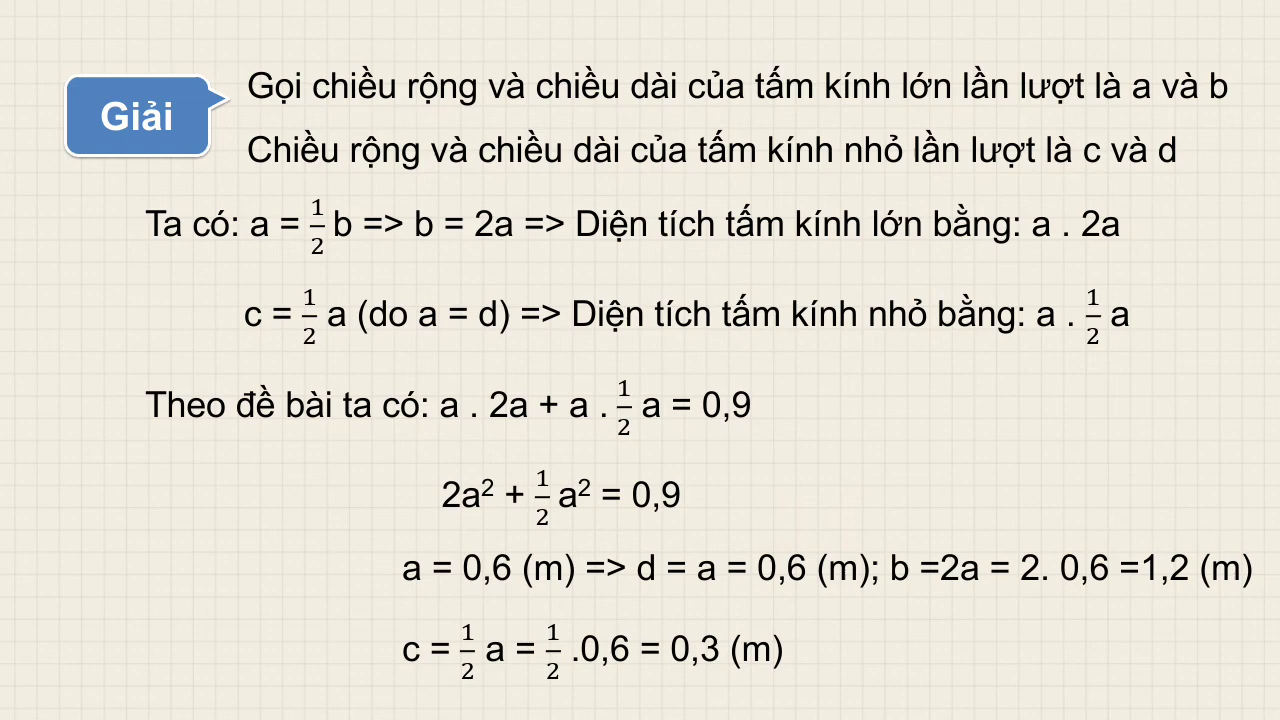 Giải
Gọi chiều rộng và chiều dài của tấm kính lớn lần lượt là a và b
Chiều rộng và chiều dài của tấm kính nhỏ lần lượt là c và d
Ta có: a = 1/2 b => b = 2a => Diện tích tấm kính lớn bằng: a . 2a
c = 1/2 a (do a = d) => Diện tích tấm kính nhỏ bằng: a . 1/2 a
Theo đề bài ta có: a . 2a + a . 1/2 a = 0,9
2a² + 1/2 a² = 0,9
a = 0,6 (m) => d = a = 0,6 (m); b =2a = 2. 0,6 =1,2 (m)
c = 1/2 a = 1/2 .0,6 = 0,3 (m)